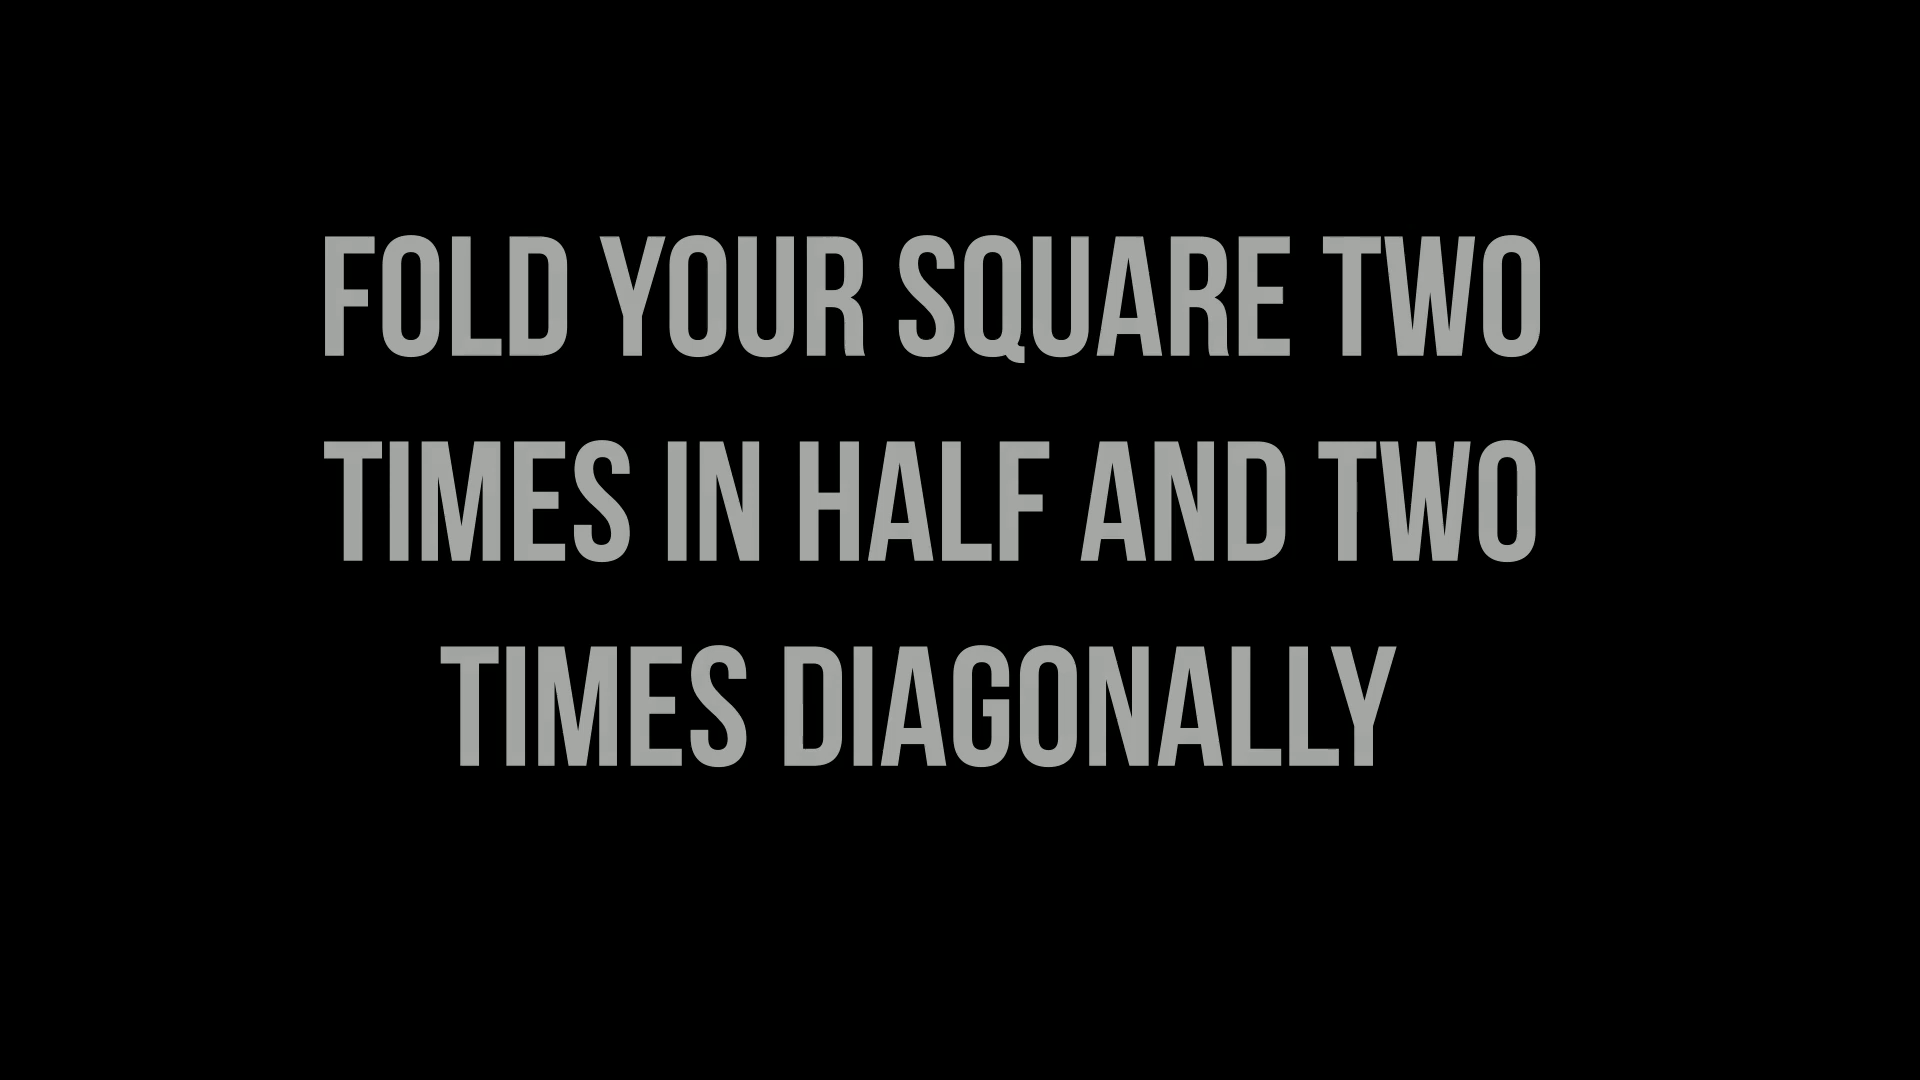 FOLD YOUR SQUARE TWO
TIMES IN HALF AND TWO
TIMES DIAGONALLY